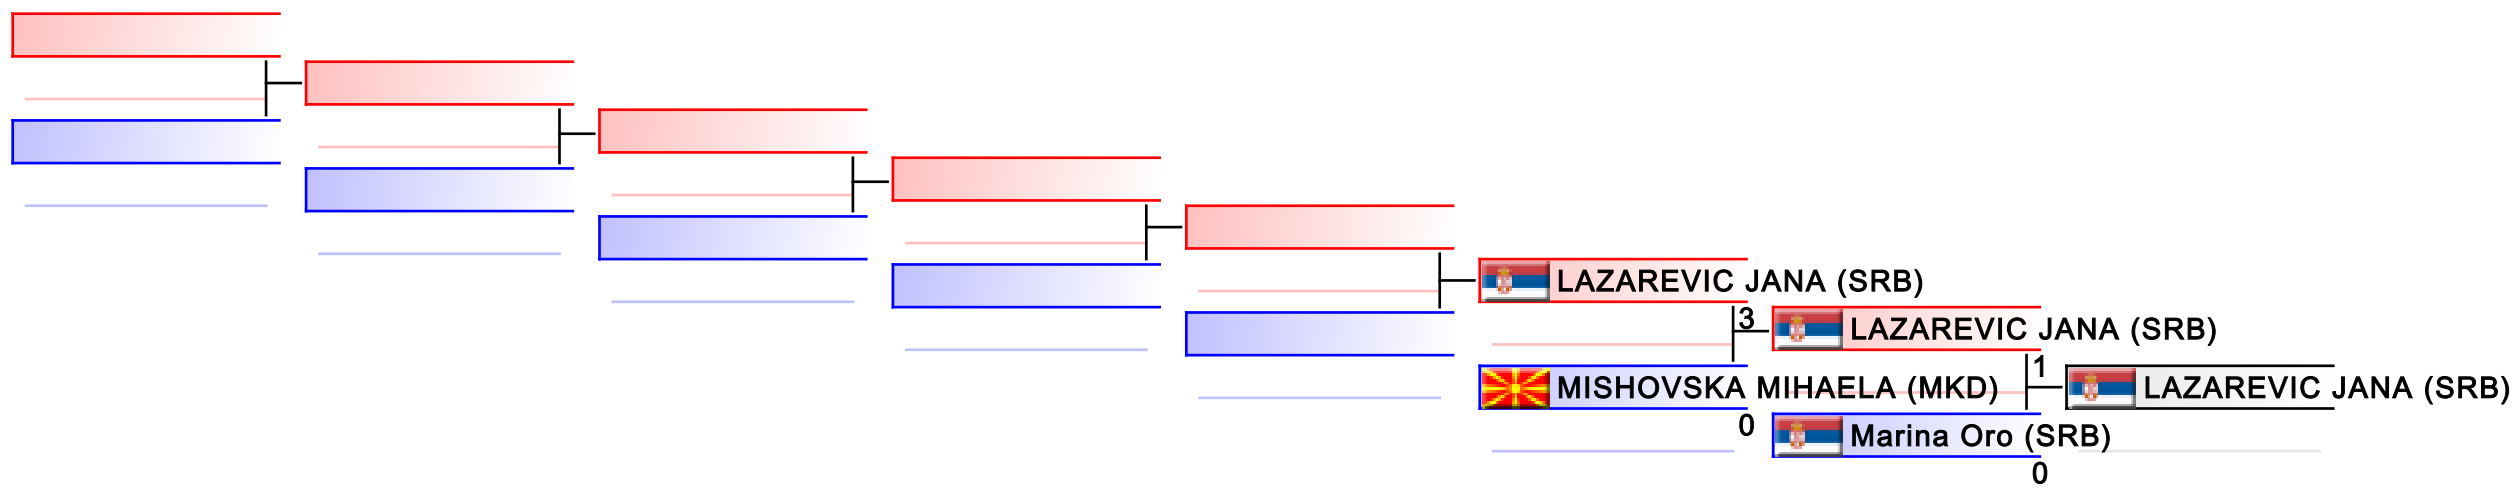 LAZAREVIC JANA (SRB)
3
LAZAREVIC JANA (SRB)
1
MISHOVSKA MIHAELA (MKD)
LAZAREVIC JANA (SRB)
0
Marina Oro (SRB)
0